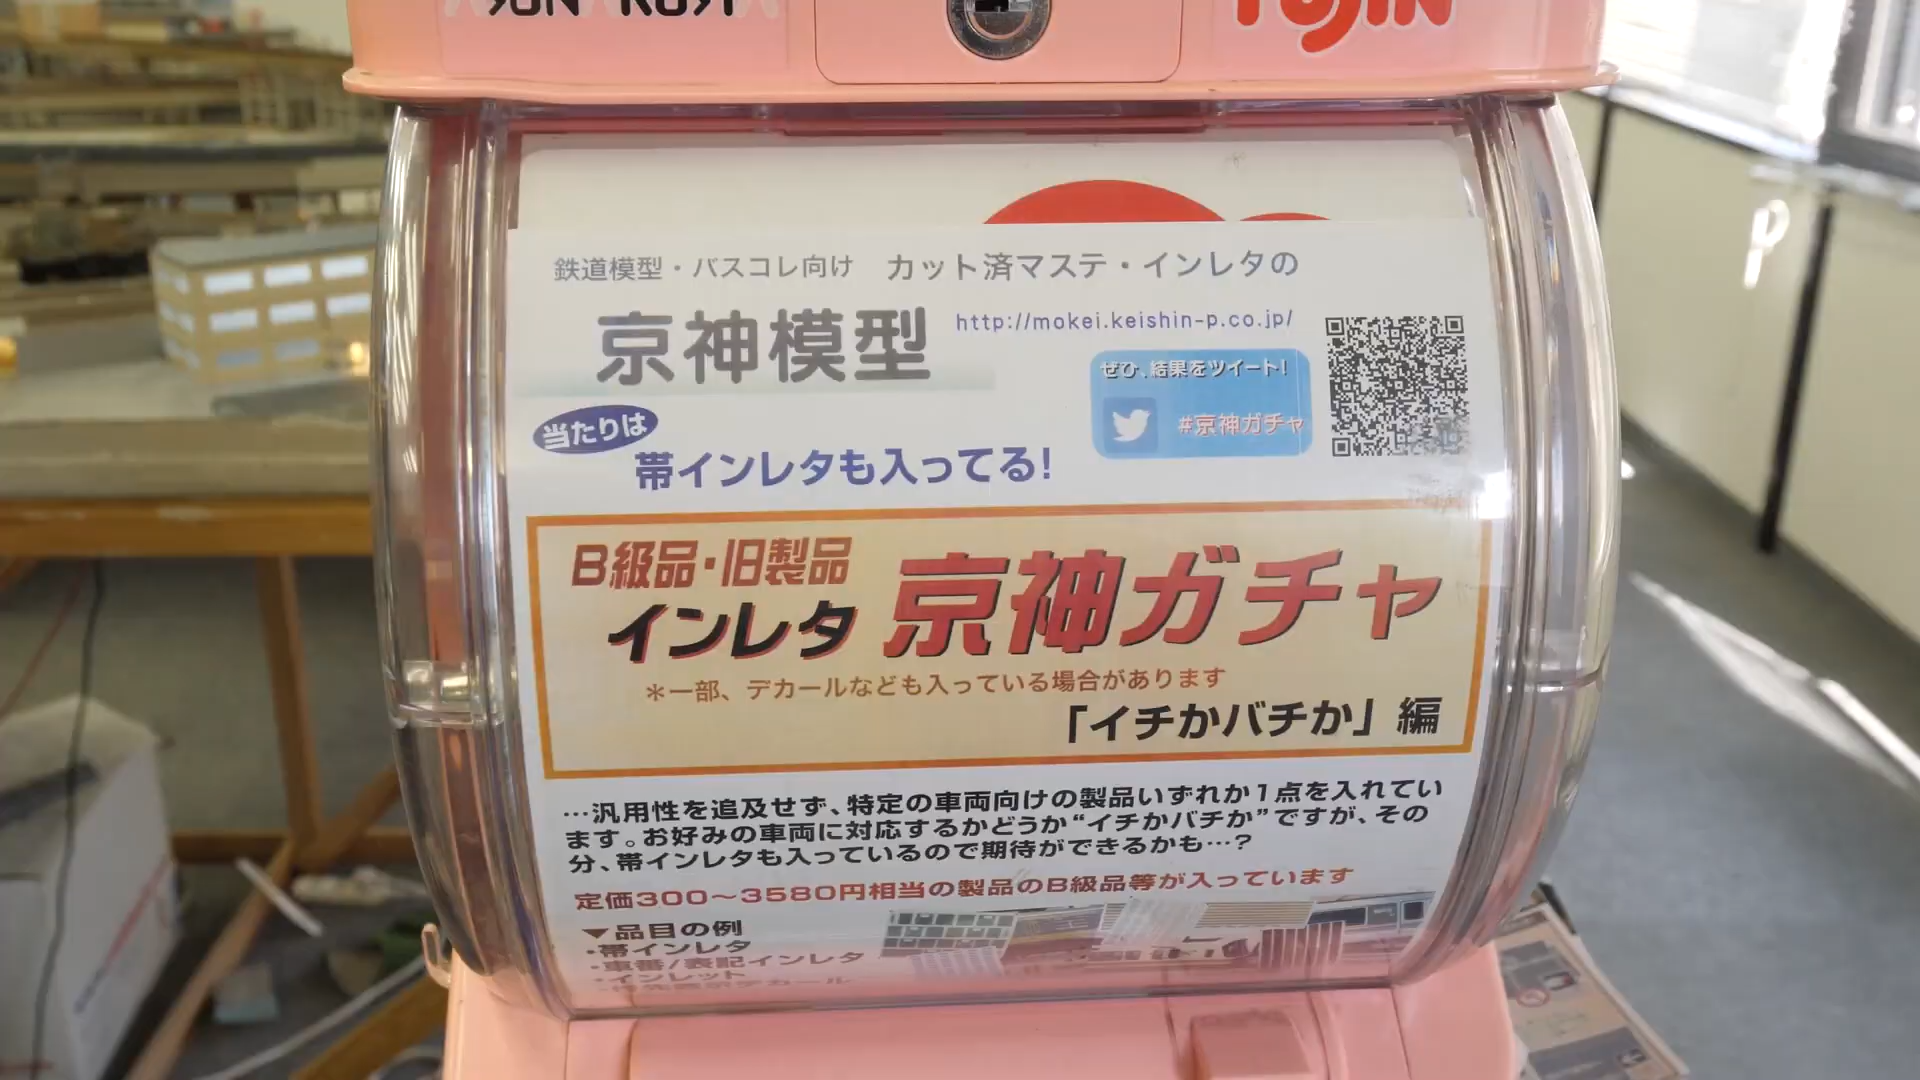 鉄道模型・バスコレ向け カット済マステ・インレタの
京神模型
http://mokei.keishin-p.co.jp/
ぜひ、結果をツイート!
#京神ガチャ
当たりは
帯インレタも入ってる!
B級品・旧製品
インレタ 京神ガチャ
*一部、デカールなども入っている場合があります
「イチかバチか」編
…汎用性を追及せず、特定の車両向けの製品いずれか1点を入れてい
ます。お好みの車両に対応するかどうか“イチかバチか”ですが、その
分、帯インレタも入っているので期待ができるかも…?
定価300～3580円相当の製品のB級品等が入っています
▼品目の例
・帯インレタ
・車番/表記インレタ
・インレット